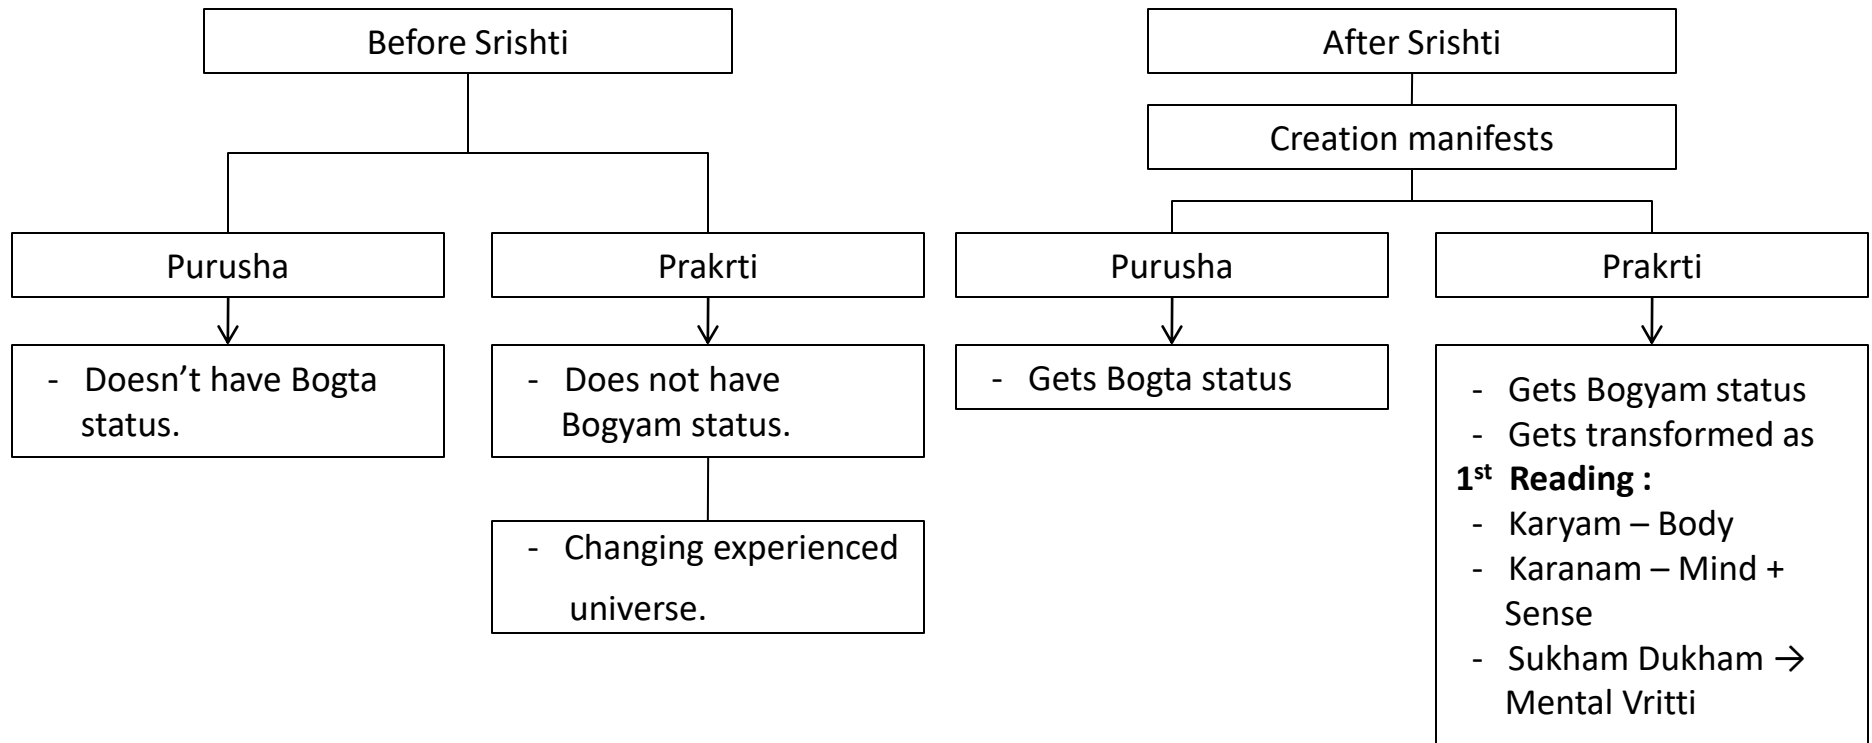 Before Srishti
Purusha
- Doesn’t have Bogta
status.
Prakrti
- Does not have
Bogyam status.
- Changing experienced
universe.
After Srishti
Creation manifests
Purusha
- Gets Bogta status
Prakrti
- Gets Bogyam status
- Gets transformed as
1st Reading :
- Karyam – Body
- Karanam – Mind +
Sense
- Sukham Dukham →
Mental Vritti